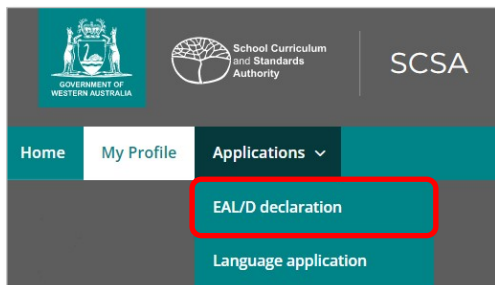 GOVERNMENT OF
WESTERN AUSTRALIA
School Curriculum
and Standards
Authority
SCSA
Home My Profile Applications
EAL/D declaration
Language application